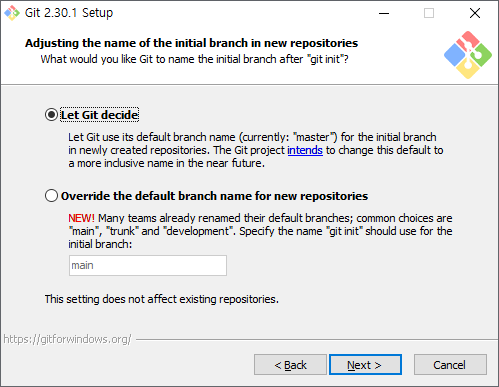 Git 2.30.1 Setup
Adjusting the name of the initial branch in new repositories
What would you like Git to name the initial branch after "git init"?
Let Git decide
Let Git use its default branch name (currently: "master") for the initial branch
in newly created repositories. The Git project intends to change this default to
a more inclusive name in the near future.
Override the default branch name for new repositories
NEW! Many teams already renamed their default branches; common choices are
"main", "trunk" and "development". Specify the name "git init" should use for the
initial branch:
main
This setting does not affect existing repositories.
https://gitforwindows.org/
< Back
Next >
Cancel